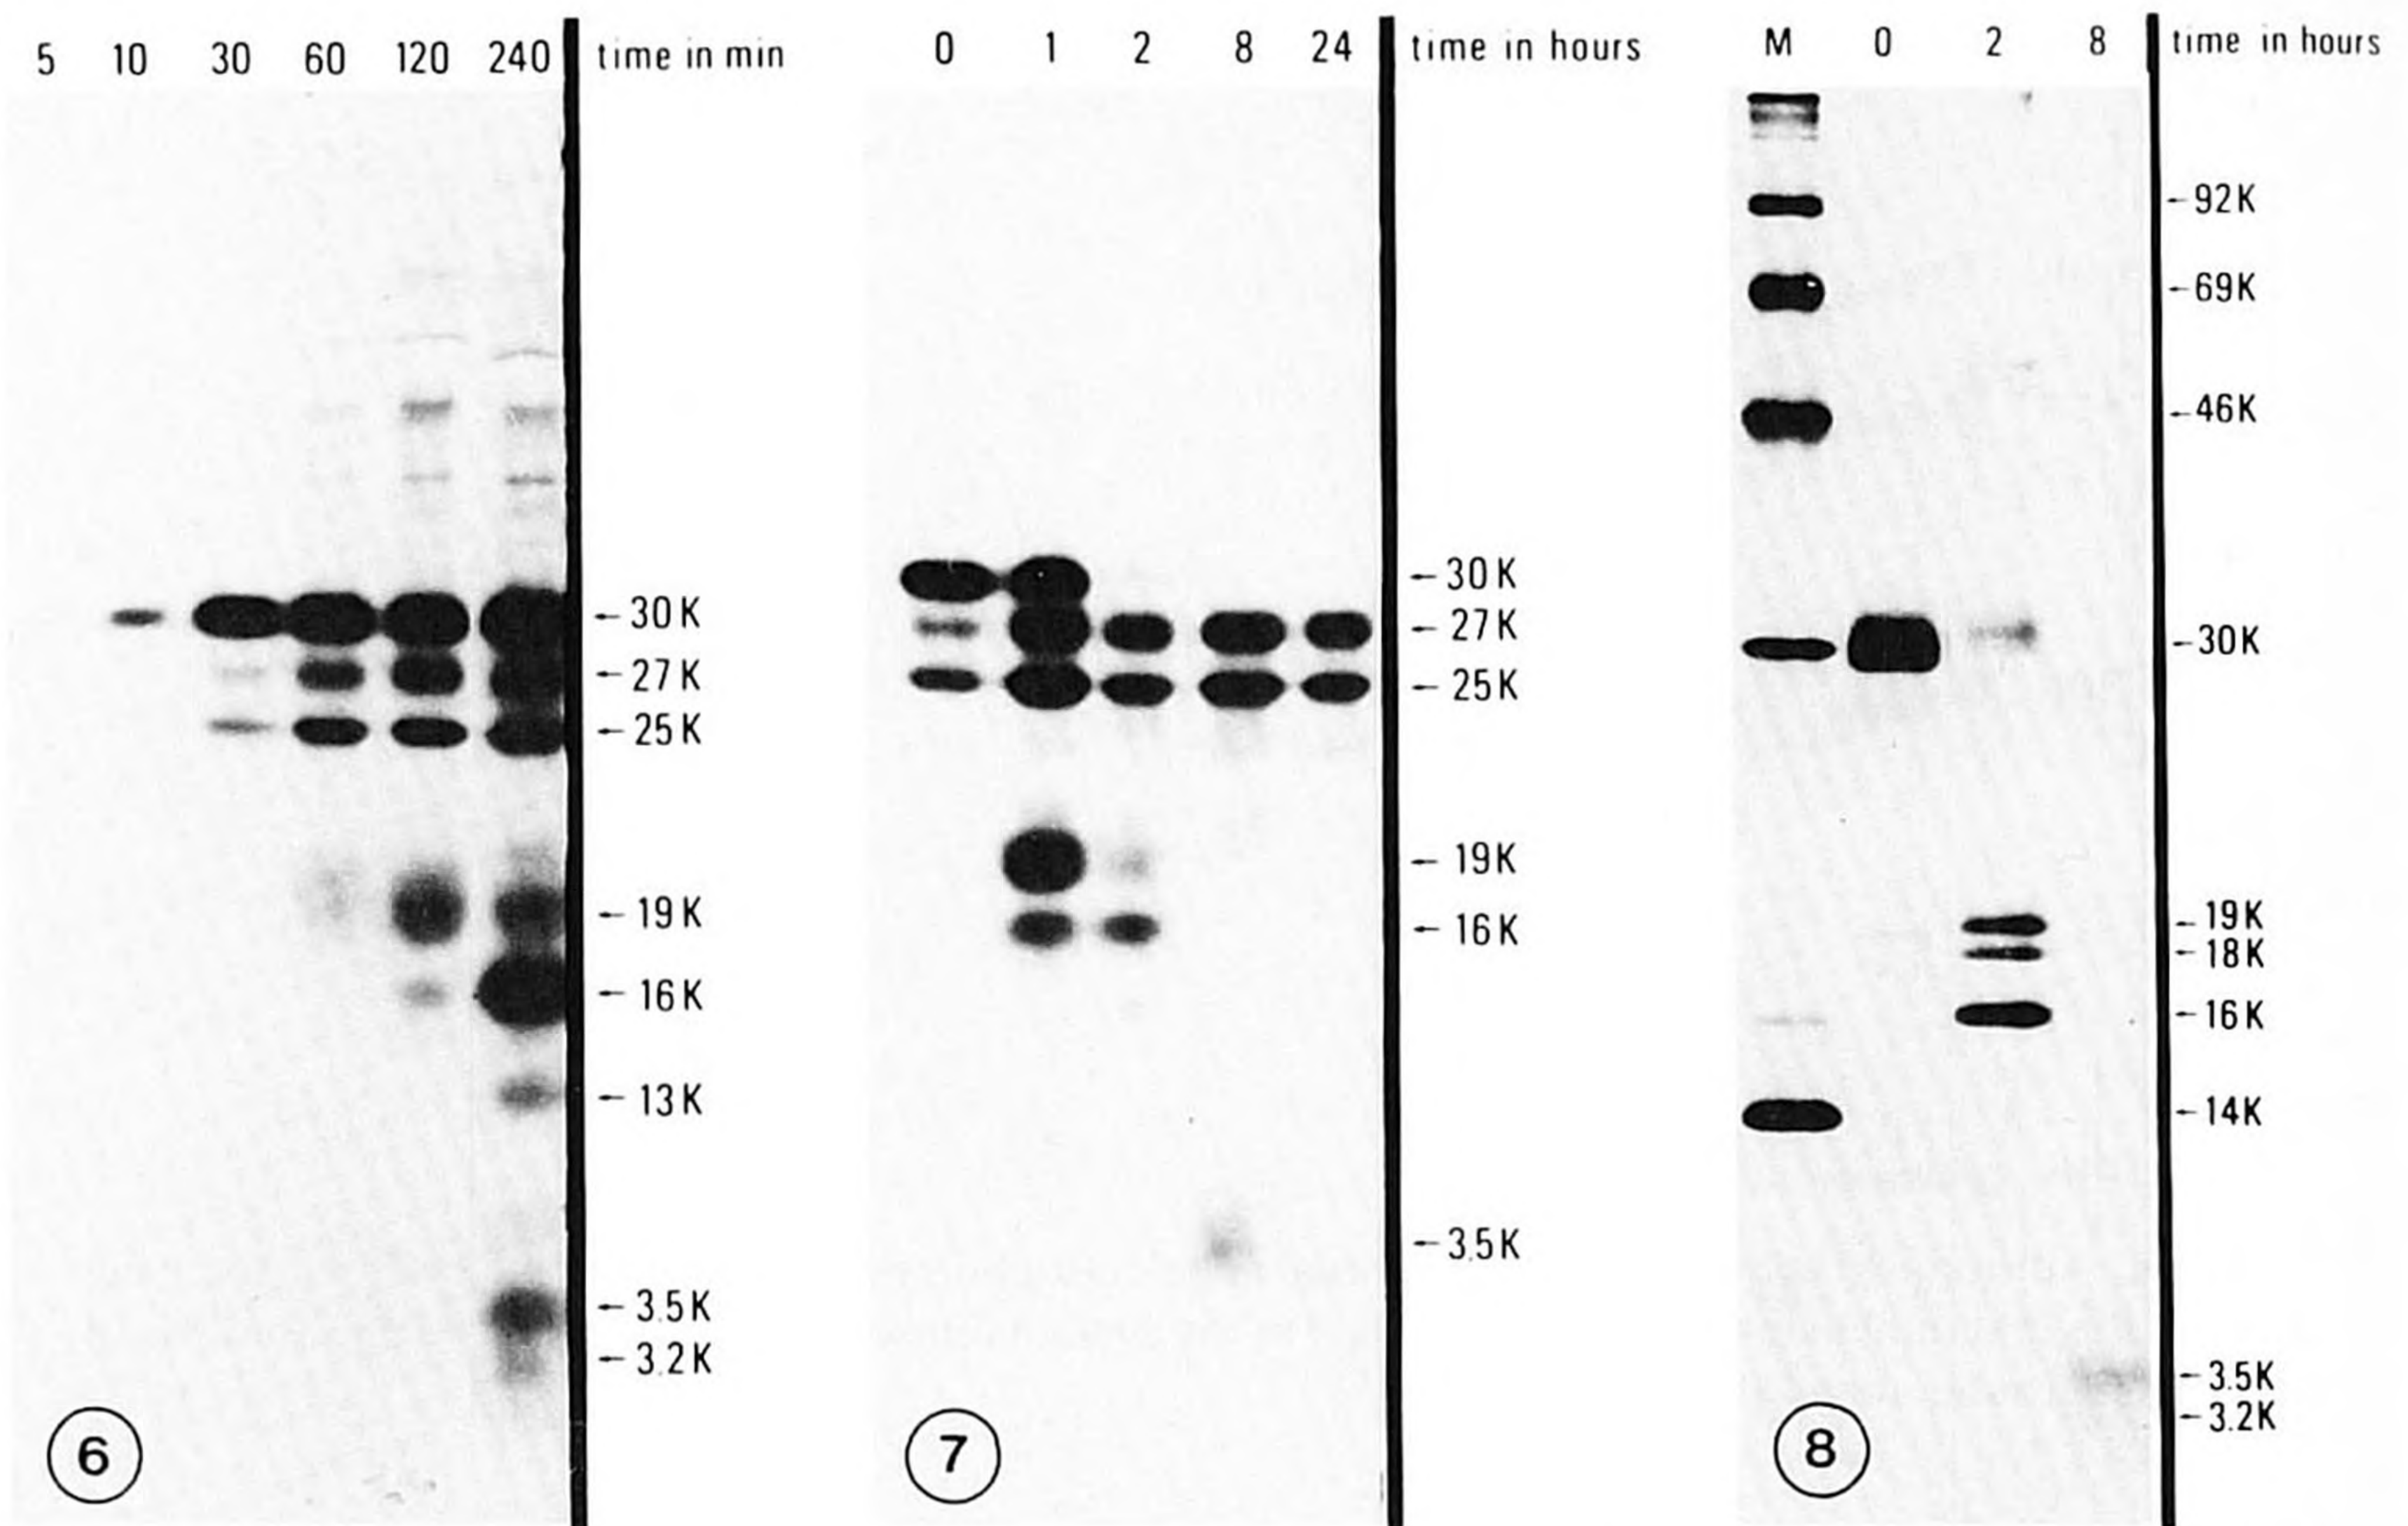 5 10 30 60 120 240 time in min
30K
27K
25K
19K
16K
13K
3.5K
3.2K
6
0 1 2 8 24 time in hours
30K
27K
25K
19K
16K
3.5K
7
M 0 2 8 time in hours
92K
69K
46K
30K
19K
18K
16K
14K
3.5K
3.2K
8